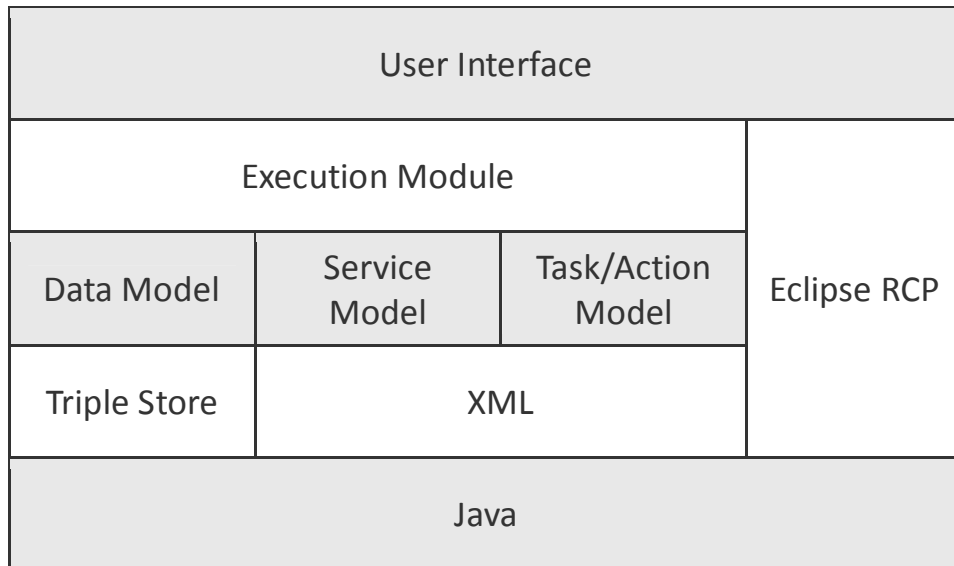 User Interface
Execution Module
Data Model
Service
Model
Task/Action
Model
Eclipse RCP
Triple Store
XML
Java